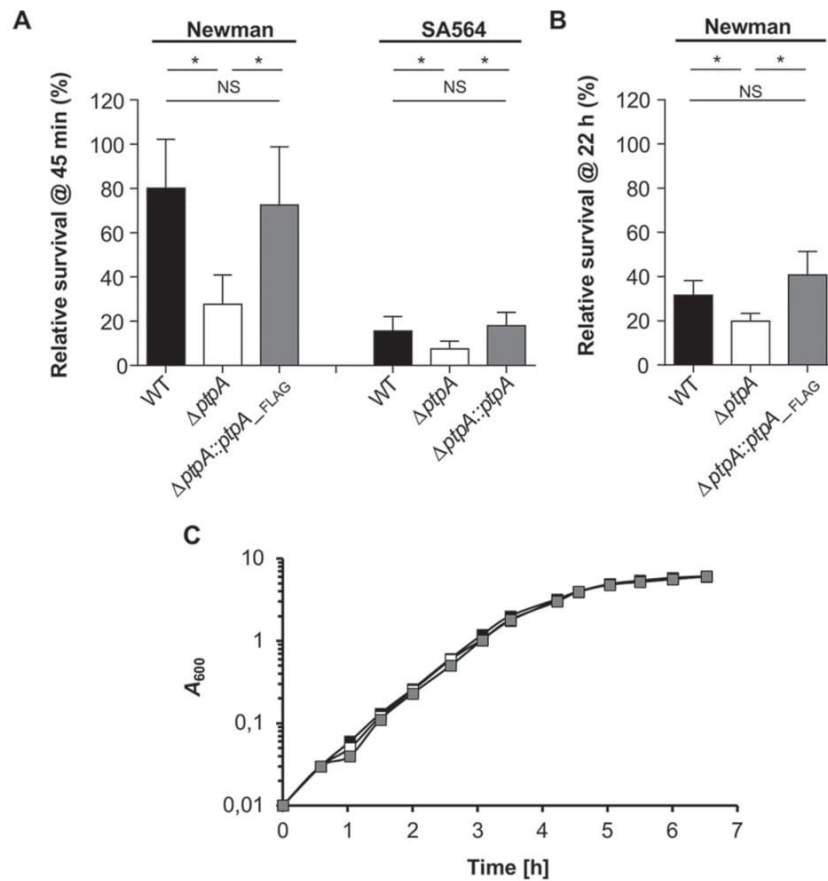 A
Newman
SA564
* *
NS
* *
NS
Relative survival @ 45 min (%)
120
100
80
60
40
20
0
WT
ΔptpA
ΔptpA::ptpA_FLAG
WT
ΔptpA
ΔptpA::ptpA
B
Newman
* *
NS
Relative survival @ 22 h (%)
120
100
80
60
40
20
0
WT
ΔptpA
ΔptpA::ptpA_FLAG
C
A600
10
1
0,1
0,01
0 1 2 3 4 5 6 7
Time [h]